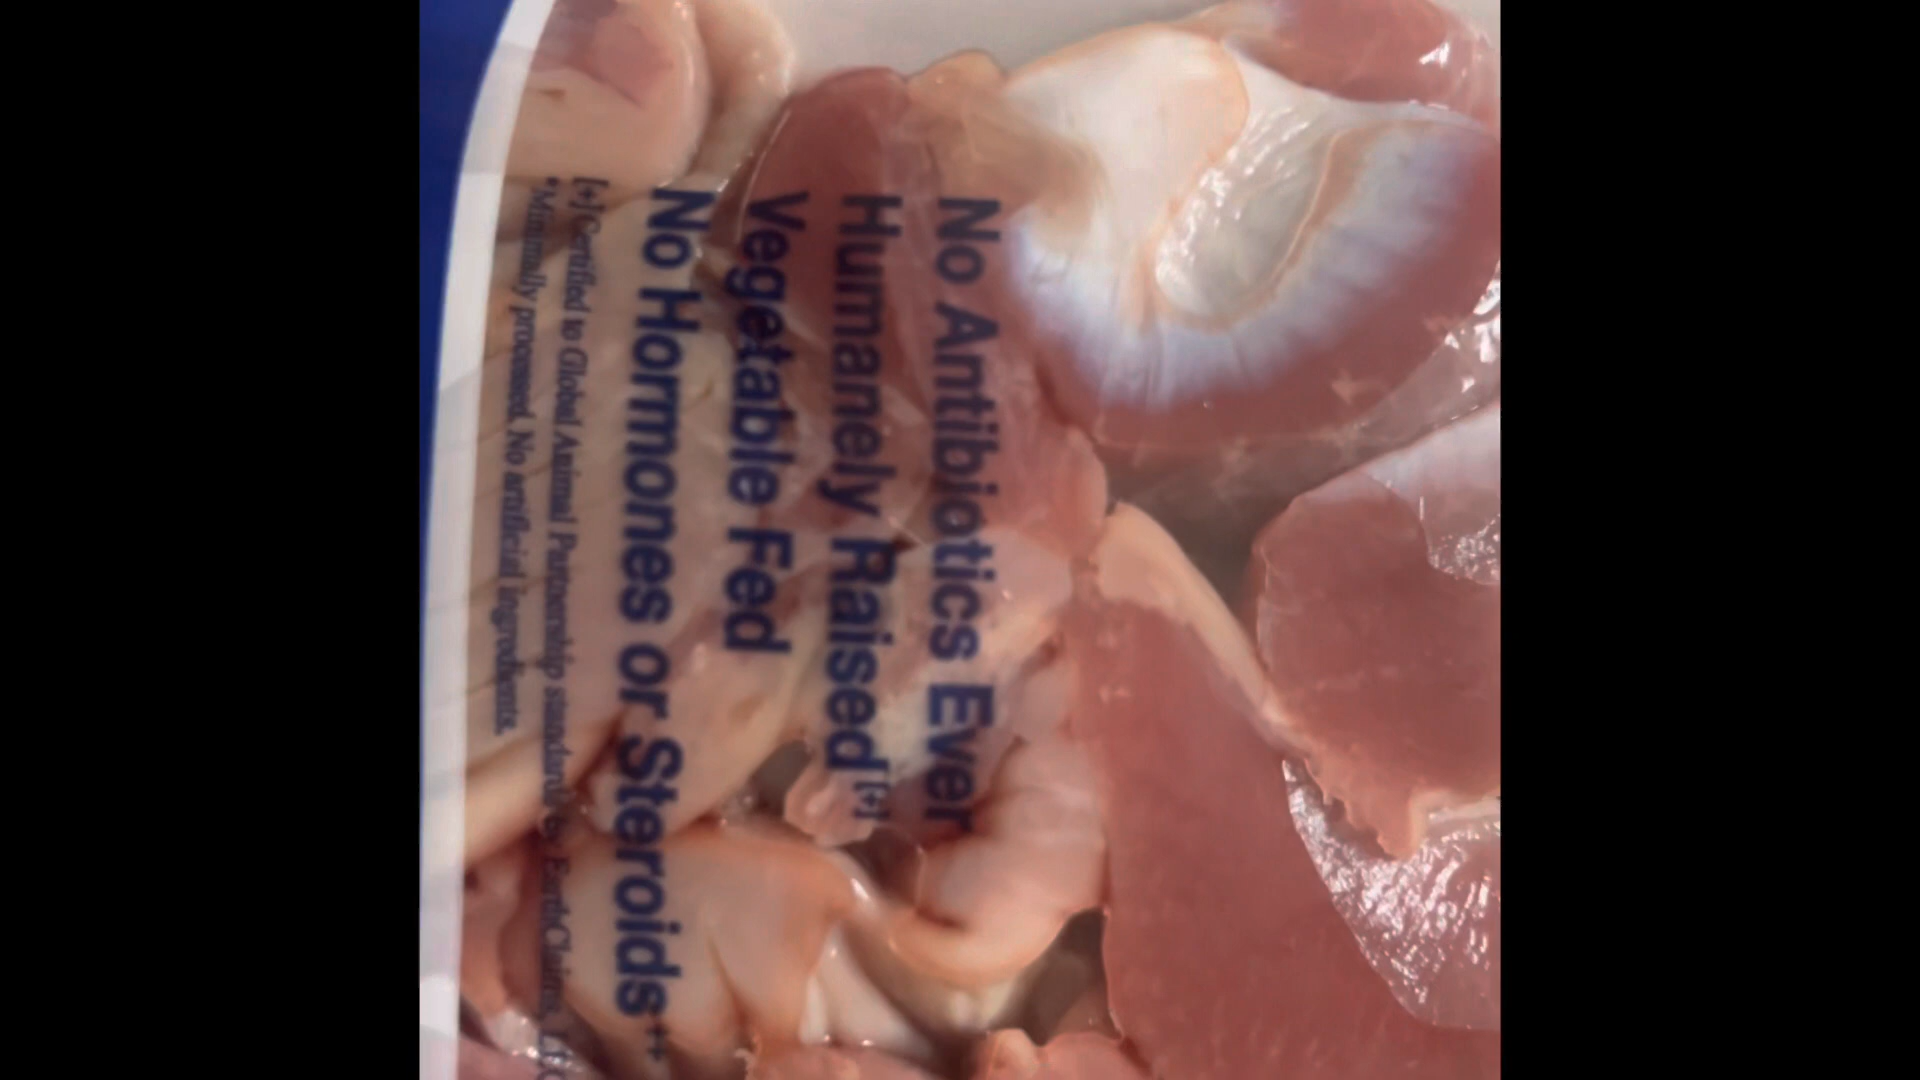 No Antibiotics Ever
Humanely Raised[+]
Vegetable Fed
No Hormones or Steroids++
[+] Certified to Global Animal Partnership standards by EarthClaims, LLC
*Minimally processed. No artificial ingredients.